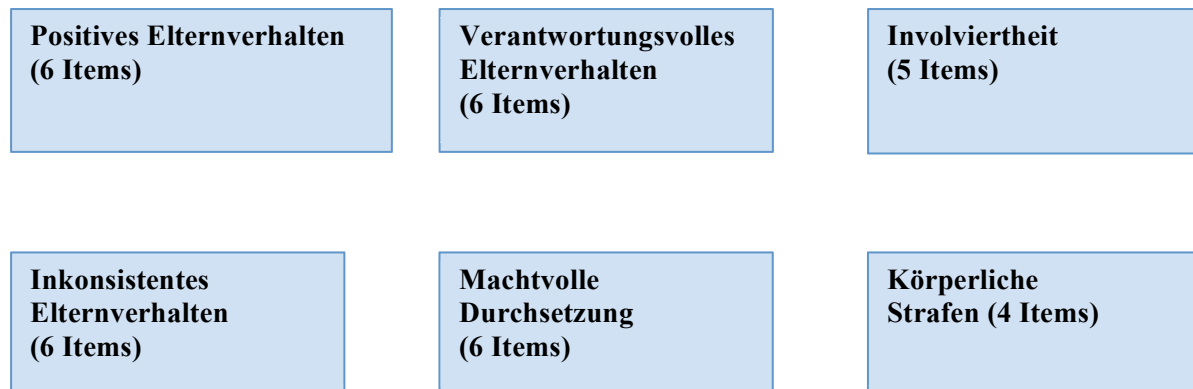 Positives Elternverhalten
(6 Items)
Verantwortungsvolles
Elternverhalten
(6 Items)
Involviertheit
(5 Items)
Inkonsistentes
Elternverhalten
(6 Items)
Machtvolle
Durchsetzung
(6 Items)
Körperliche
Strafen (4 Items)